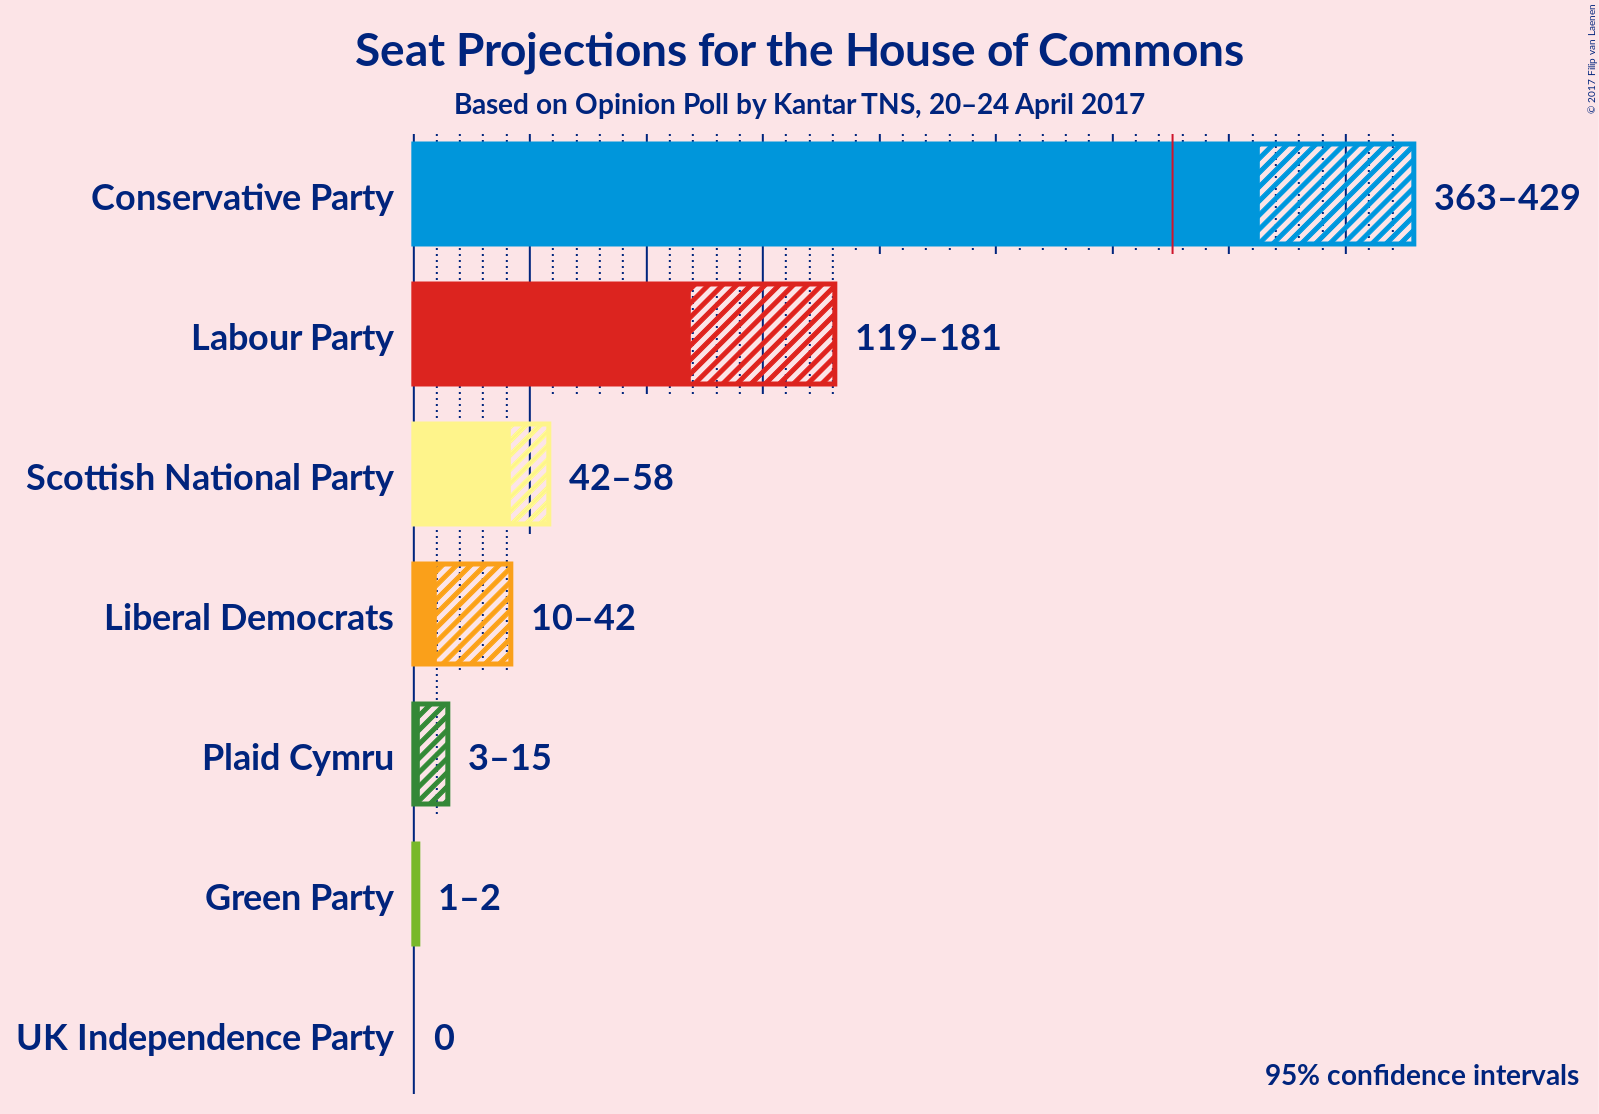 Seat Projections for the House of Commons
Based on Opinion Poll by Kantar TNS, 20–24 April 2017
© 2017 Filip van Laenen
Conservative Party 363–429
Labour Party 119–181
Scottish National Party 42–58
Liberal Democrats 10–42
Plaid Cymru 3–15
Green Party 1–2
UK Independence Party 0
95% confidence intervals